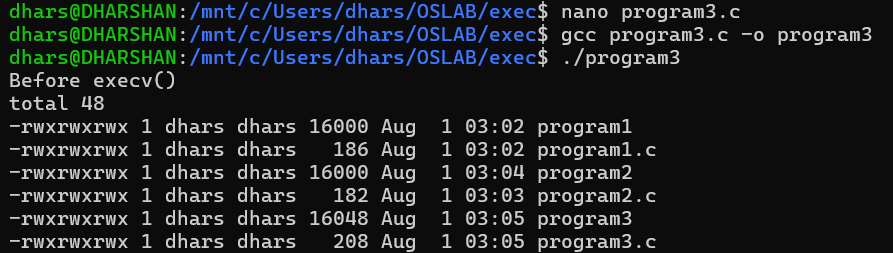 dhars@DHARSHAN:/mnt/c/Users/dhars/OSLAB/exec$ nano program3.c
dhars@DHARSHAN:/mnt/c/Users/dhars/OSLAB/exec$ gcc program3.c -o program3
dhars@DHARSHAN:/mnt/c/Users/dhars/OSLAB/exec$ ./program3
Before execv()
total 48
-rwxrwxrwx 1 dhars dhars 16000 Aug  1 03:02 program1
-rwxrwxrwx 1 dhars dhars   186 Aug  1 03:02 program1.c
-rwxrwxrwx 1 dhars dhars 16000 Aug  1 03:04 program2
-rwxrwxrwx 1 dhars dhars   182 Aug  1 03:03 program2.c
-rwxrwxrwx 1 dhars dhars 16048 Aug  1 03:05 program3
-rwxrwxrwx 1 dhars dhars   208 Aug  1 03:05 program3.c